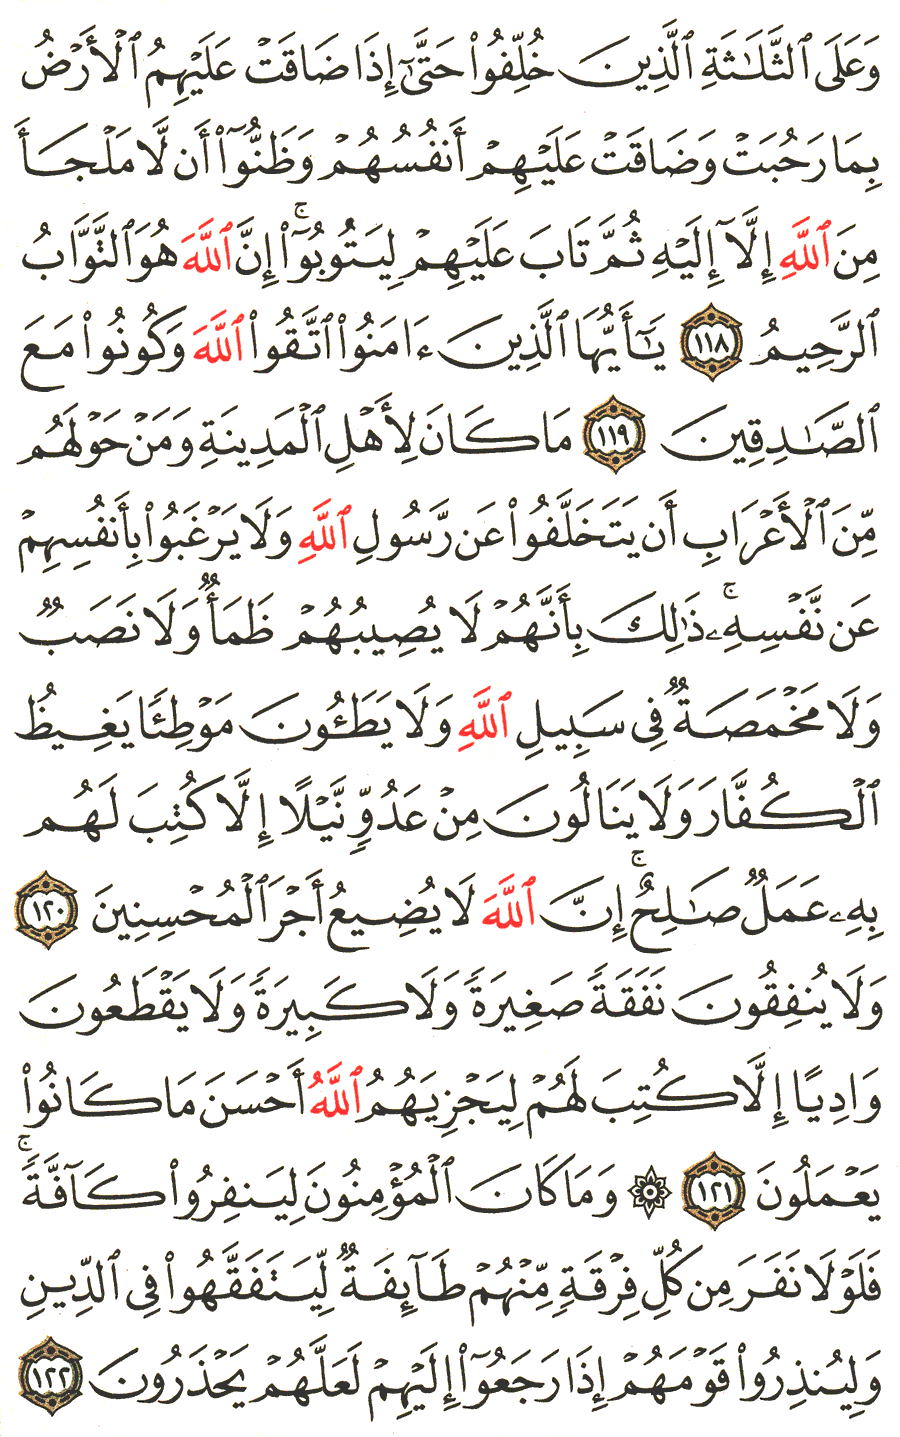 وَعَلَى ٱلثَّلَـٰثَةِ ٱلَّذِينَ خُلِّفُوا۟ حَتَّىٰٓ إِذَا ضَاقَتْ عَلَيْهِمُ ٱلْأَرْضُ
بِمَا رَحُبَتْ وَضَاقَتْ عَلَيْهِمْ أَنفُسُهُمْ وَظَنُّوٓا۟ أَن لَّا مَلْجَأَ
مِنَ ٱللَّهِ إِلَّآ إِلَيْهِ ثُمَّ تَابَ عَلَيْهِمْ لِيَتُوبُوٓا۟ ۚ إِنَّ ٱللَّهَ هُوَ ٱلتَّوَّابُ
ٱلرَّحِيمُ ١١٨ يَـٰٓأَيُّهَا ٱلَّذِينَ ءَامَنُوا۟ ٱتَّقُوا۟ ٱللَّهَ وَكُونُوا۟ مَعَ
ٱلصَّـٰدِقِينَ ١١٩ مَا كَانَ لِأَهْلِ ٱلْمَدِينَةِ وَمَنْ حَوْلَهُم
مِّنَ ٱلْأَعْرَابِ أَن يَتَخَلَّفُوا۟ عَن رَّسُولِ ٱللَّهِ وَلَا يَرْغَبُوا۟ بِأَنفُسِهِمْ
عَن نَّفْسِهِۦ ۚ ذَٰلِكَ بِأَنَّهُمْ لَا يُصِيبُهُمْ ظَمَأٌ وَلَا نَصَبٌ
وَلَا مَخْمَصَةٌ فِى سَبِيلِ ٱللَّهِ وَلَا يَطَـُٔونَ مَوْطِئًا يَغِيظُ
ٱلْكُفَّارَ وَلَا يَنَالُونَ مِنْ عَدُوٍّ نَّيْلًا إِلَّا كُتِبَ لَهُم
بِهِۦ عَمَلٌ صَـٰلِحٌ ۚ إِنَّ ٱللَّهَ لَا يُضِيعُ أَجْرَ ٱلْمُحْسِنِينَ ١٢٠
وَلَا يُنفِقُونَ نَفَقَةً صَغِيرَةً وَلَا كَبِيرَةً وَلَا يَقْطَعُونَ
وَادِيًا إِلَّا كُتِبَ لَهُمْ لِيَجْزِيَهُمُ ٱللَّهُ أَحْسَنَ مَا كَانُوا۟
يَعْمَلُونَ ١٢١ ۞ وَمَا كَانَ ٱلْمُؤْمِنُونَ لِيَنفِرُوا۟ كَآفَّةً ۚ
فَلَوْلَا نَفَرَ مِن كُلِّ فِرْقَةٍ مِّنْهُمْ طَآئِفَةٌ لِّيَتَفَقَّهُوا۟ فِى ٱلدِّينِ
وَلِيُنذِرُوا۟ قَوْمَهُمْ إِذَا رَجَعُوٓا۟ إِلَيْهِمْ لَعَلَّهُمْ يَحْذَرُونَ ١٢٢